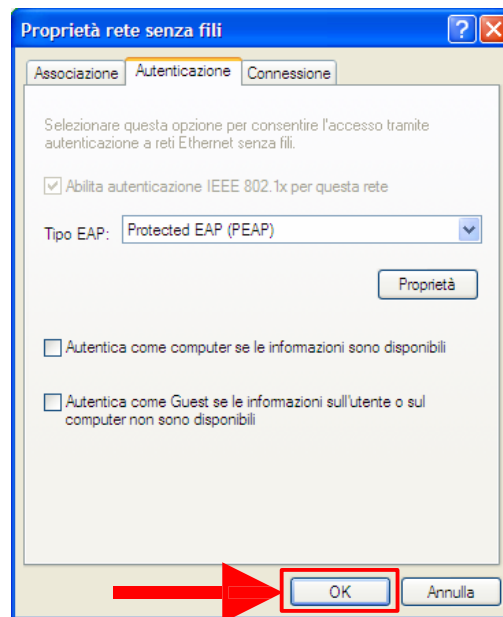 Proprietà rete senza fili
Associazione Autenticazione Connessione
Selezionare questa opzione per consentire l'accesso tramite
autenticazione a reti Ethernet senza fili.
Abilita autenticazione IEEE 802.1x per questa rete
Tipo EAP: Protected EAP (PEAP)
Proprietà
Autentica come computer se le informazioni sono disponibili
Autentica come Guest se le informazioni sull'utente o sul
computer non sono disponibili
OK Annulla